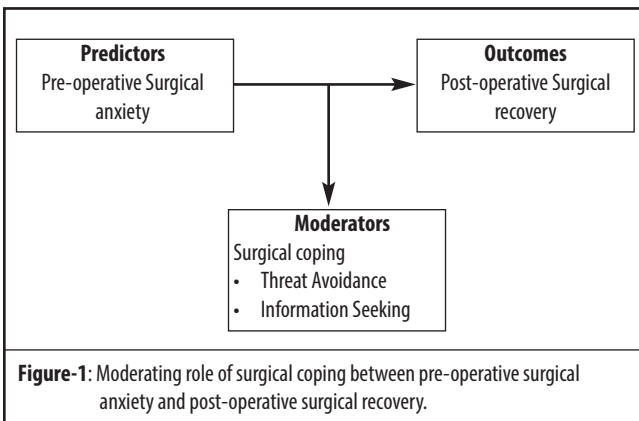 Predictors
Pre-operative Surgical
anxiety
Outcomes
Post-operative Surgical
recovery
Moderators
Surgical coping
• Threat Avoidance
• Information Seeking
Figure-1: Moderating role of surgical coping between pre-operative surgical
anxiety and post-operative surgical recovery.